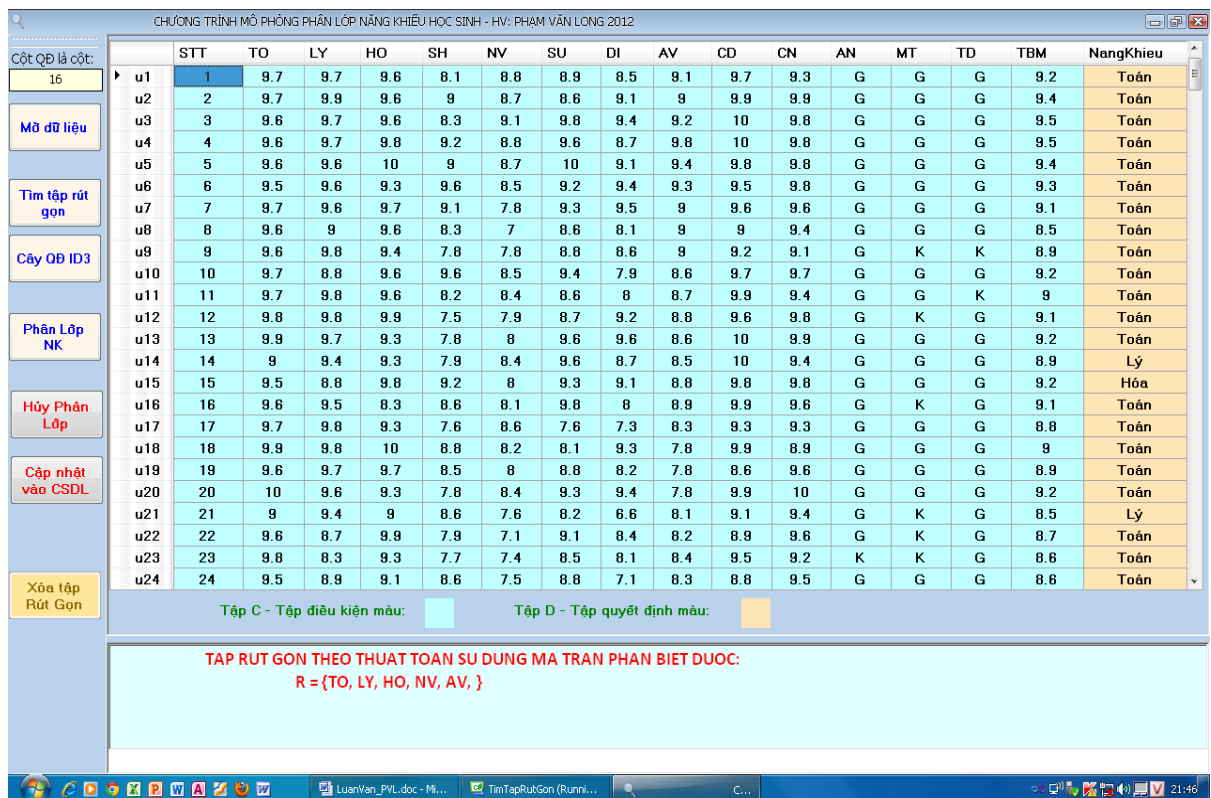 CHƯƠNG TRÌNH MÔ PHỎNG PHÂN LỚP NĂNG KHIẾU HỌC SINH - HV: PHẠM VĂN LONG 2012
Cột QĐ là cột:
16
Mở dữ liệu
Tìm tập rút
gọn
Cây QĐ ID3
Phân Lớp
NK
Hủy Phân
Lớp
Cập nhật
vào CSDL
Xóa tập
Rút Gọn
STT TO LY HO SH NV SU DI AV CD CN AN MT TD TBM NangKhieu
u1 1 9.7 9.7 9.6 8.1 8.8 8.9 8.5 9.1 9.7 9.3 G G G 9.2 Toán
u2 2 9.7 9.9 9.6 9 8.7 8.6 9.1 9 9.9 9.9 G G G 9.4 Toán
u3 3 9.6 9.7 9.6 8.3 9.1 9.8 9.4 9.2 10 9.8 G G G 9.5 Toán
u4 4 9.6 9.7 9.8 9.2 8.8 9.6 8.7 9.8 10 9.8 G G G 9.5 Toán
u5 5 9.6 9.6 10 9 8.7 10 9.1 9.4 9.8 9.8 G G G 9.4 Toán
u6 6 9.5 9.6 9.3 9.6 8.5 9.2 9.4 9.3 9.5 9.8 G G G 9.3 Toán
u7 7 9.7 9.6 9.7 9.1 7.8 9.3 9.5 9 9.6 9.6 G G G 9.1 Toán
u8 8 9.6 9 9.6 8.3 7 8.6 8.1 9 9 9.4 G G G 8.5 Toán
u9 9 9.6 9.8 9.4 7.8 7.8 8.8 8.6 9 9.2 9.1 G K K 8.9 Toán
u10 10 9.7 8.8 9.6 9.6 8.5 9.4 7.9 8.6 9.7 9.7 G G G 9.2 Toán
u11 11 9.7 9.8 9.6 8.2 8.4 8.6 8 8.7 9.9 9.4 G G K 9 Toán
u12 12 9.8 9.8 9.9 7.5 7.9 8.7 9.2 8.8 9.6 9.8 G K G 9.1 Toán
u13 13 9.9 9.7 9.3 7.8 8 9.6 9.6 8.6 10 9.9 G G G 9.2 Toán
u14 14 9 9.4 9.3 7.9 8.4 9.6 8.7 8.5 10 9.4 G G G 8.9 Lý
u15 15 9.5 8.8 9.8 9.2 8 9.3 9.1 8.8 9.8 9.8 G G G 9.2 Hóa
u16 16 9.6 9.5 8.3 8.6 8.1 9.8 8 8.9 9.9 9.6 G K G 9.1 Toán
u17 17 9.7 9.8 9.3 7.6 8.6 7.6 7.3 8.3 9.3 9.3 G G G 8.8 Toán
u18 18 9.9 9.8 10 8.8 8.2 8.1 9.3 7.8 9.9 8.9 G G G 9 Toán
u19 19 9.6 9.7 9.7 8.5 8 8.8 8.2 7.8 8.6 9.6 G G G 8.9 Toán
u20 20 10 9.6 9.3 7.8 8.4 9.3 9.4 7.8 9.9 10 G G G 9.2 Toán
u21 21 9 9.4 9 8.6 7.6 8.2 6.6 8.1 9.1 9.4 G K G 8.5 Lý
u22 22 9.6 8.7 9.9 7.9 7.1 9.1 8.4 8.2 8.9 9.6 G K G 8.7 Toán
u23 23 9.8 8.3 9.3 7.7 7.4 8.5 8.1 8.4 9.5 9.2 K K G 8.6 Toán
u24 24 9.5 8.9 9.1 8.6 7.5 8.8 7.1 8.3 8.8 9.5 G G G 8.6 Toán
Tập C - Tập điều kiện màu: Tập D - Tập quyết định màu:
TAP RUT GON THEO THUAT TOAN SU DUNG MA TRAN PHAN BIET DUOC:
R = {TO, LY, HO, NV, AV, }
LuanVan_PVL.doc - Mi... TimTapRutGon (Runni... C... 21:46